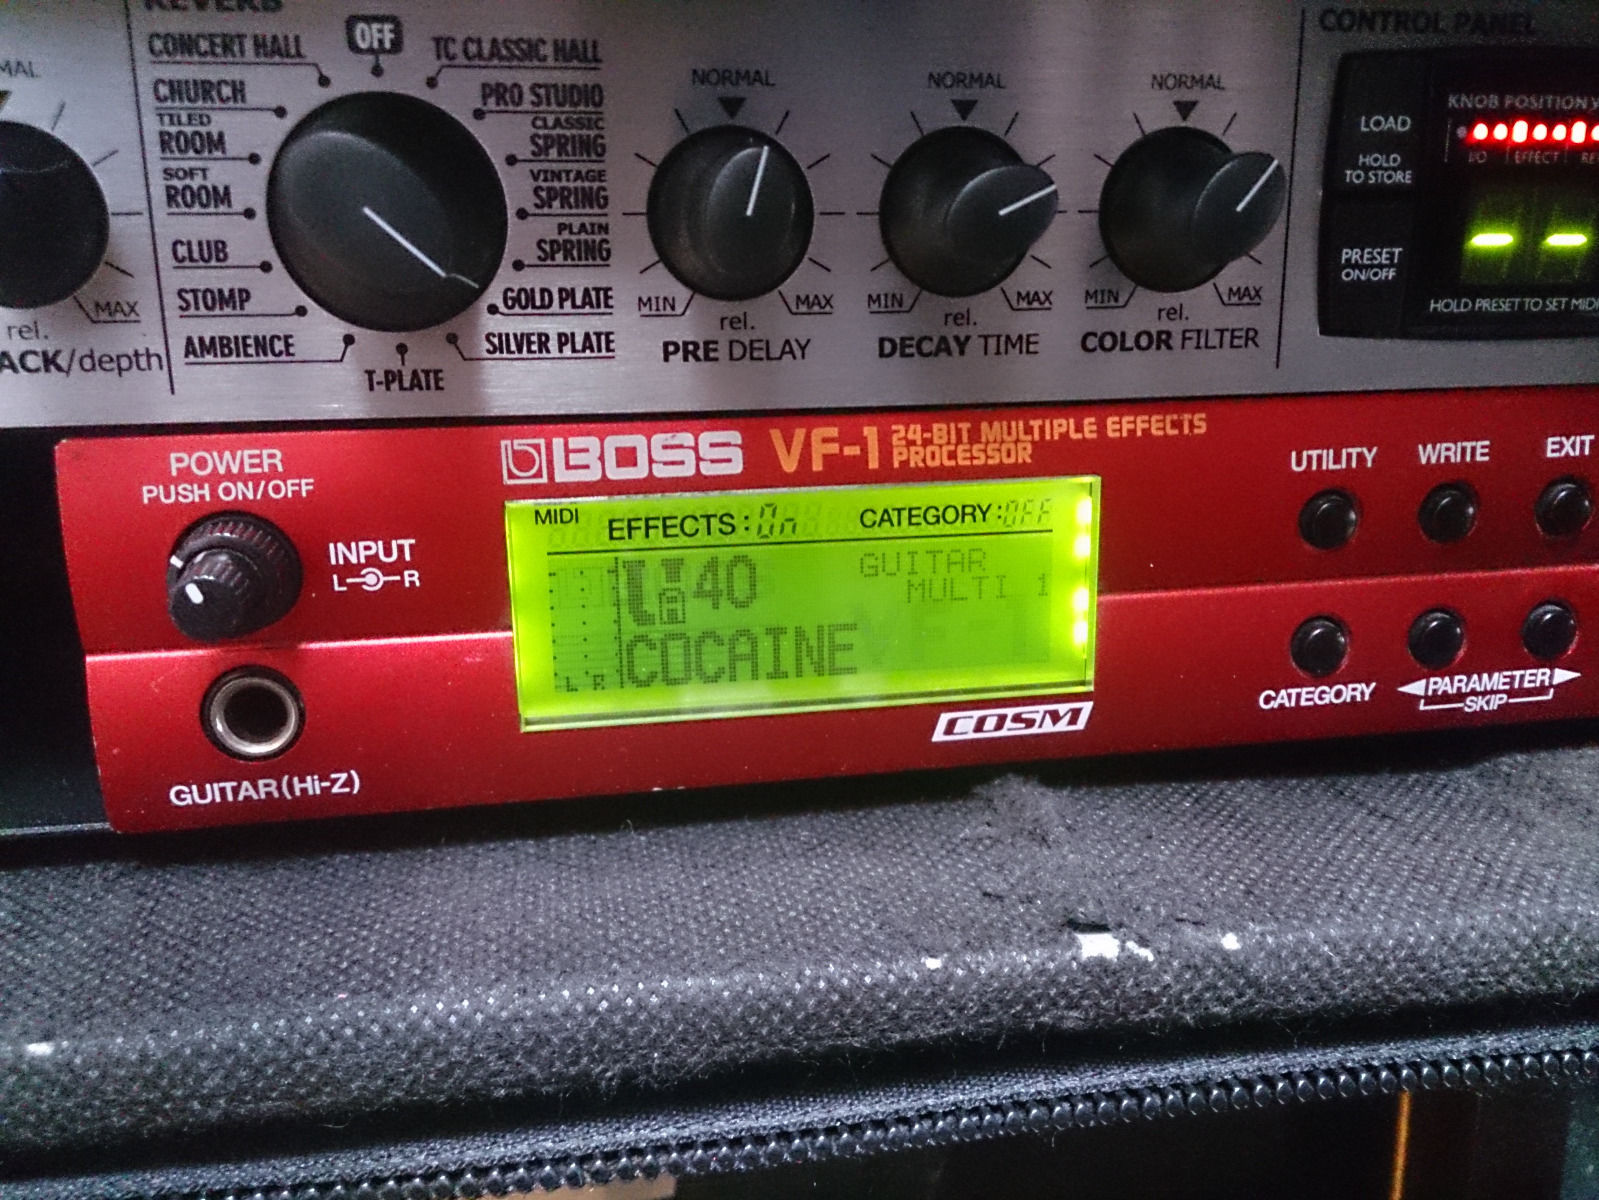 REVERB
CONCERT HALL
OFF
TC CLASSIC HALL
CHURCH
PRO STUDIO
TILED
ROOM
CLASSIC
SPRING
SOFT
ROOM
VINTAGE
SPRING
CLUB
PLAIN
SPRING
STOMP
GOLD PLATE
AMBIENCE
SILVER PLATE
T-PLATE
MAX
rel.
/depth
NORMAL
MIN
MAX
rel.
PRE DELAY
NORMAL
MIN
MAX
rel.
DECAY TIME
NORMAL
MIN
MAX
rel.
COLOR FILTER
CONTROL PANEL
KNOB POSITION
LOAD
HOLD
TO STORE
I/O
EFFECT
PRESET
ON/OFF
HOLD PRESET TO SET MIDI
POWER
PUSH ON/OFF
INPUT
L R
GUITAR(Hi-Z)
BOSS VF-1 24-BIT MULTIPLE EFFECTS
PROCESSOR
MIDI EFFECTS:On CATEGORY:OFF
40 GUITAR
MULTI 1
COCAINE
L R
COSM
UTILITY WRITE EXIT
CATEGORY PARAMETER
SKIP